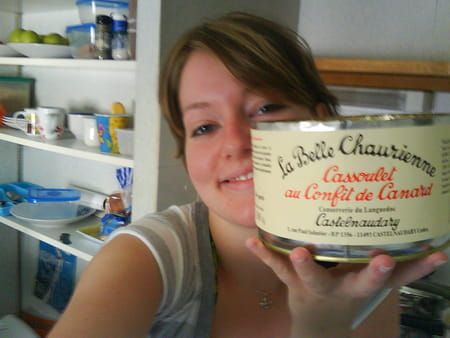 La Belle Chaurienne
Cassoulet
au Confit de Canard
Conserverie du Languedoc
Castelnaudary